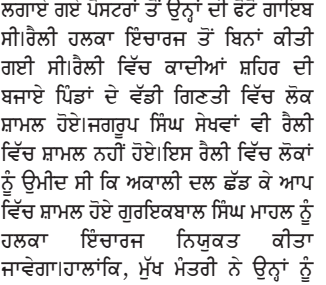 ਲਗਾਏ ਗਏ ਪੋਸਟਰਾਂ ਤੋਂ ਉਨ੍ਹਾਂ ਦੀ ਫੋਟੋ ਗਾਇਬ
ਸੀ।ਰੈਲੀ ਹਲਕਾ ਇੰਚਾਰਜ ਤੋਂ ਬਿਨਾਂ ਕੀਤੀ
ਗਈ ਸੀ।ਰੈਲੀ ਵਿੱਚ ਕਾਦੀਆਂ ਸ਼ਹਿਰ ਦੀ
ਬਜਾਏ ਪਿੰਡਾਂ ਦੇ ਵੱਡੀ ਗਿਣਤੀ ਵਿੱਚ ਲੋਕ
ਸ਼ਾਮਲ ਹੋਏ।ਜਗਰੂਪ ਸਿੰਘ ਸੇਖਵਾਂ ਵੀ ਰੈਲੀ
ਵਿੱਚ ਸ਼ਾਮਲ ਨਹੀਂ ਹੋਏ।ਇਸ ਰੈਲੀ ਵਿੱਚ ਲੋਕਾਂ
ਨੂੰ ਉਮੀਦ ਸੀ ਕਿ ਅਕਾਲੀ ਦਲ ਛੱਡ ਕੇ ਆਪ
ਵਿੱਚ ਸ਼ਾਮਲ ਹੋਏ ਗੁਰਇਕਬਾਲ ਸਿੰਘ ਮਾਹਲ ਨੂੰ
ਹਲਕਾ ਇੰਚਾਰਜ ਨਿਯੁਕਤ ਕੀਤਾ
ਜਾਵੇਗਾ।ਹਾਲਾਂਕਿ, ਮੁੱਖ ਮੰਤਰੀ ਨੇ ਉਨ੍ਹਾਂ ਨੂੰ